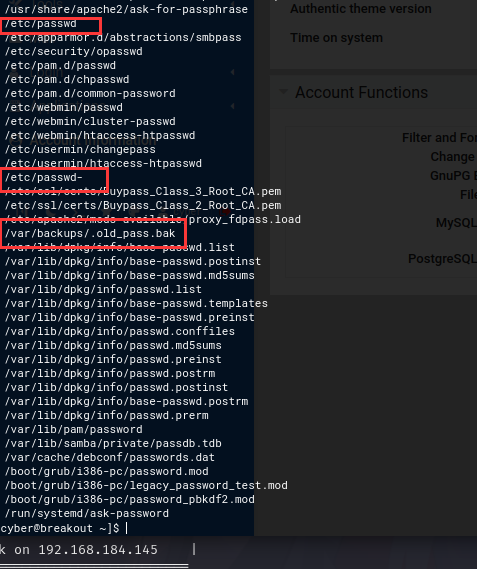 /usr/share/apache2/ask-for-passphrase
/etc/passwd
/etc/apparmor.d/abstractions/smbpass
/etc/security/opasswd
/etc/pam.d/passwd
/etc/pam.d/chpasswd
/etc/pam.d/common-password
/etc/webmin/passwd
/etc/webmin/cluster-passwd
/etc/webmin/htaccess-htpasswd
/etc/usermin/changepass
/etc/usermin/htaccess-htpasswd
/etc/passwd-
/etc/ssl/certs/Buypass_Class_3_Root_CA.pem
/etc/ssl/certs/Buypass_Class_2_Root_CA.pem
/etc/apache2/mods-available/proxy_fdpass.load
/var/backups/.old_pass.bak
/var/lib/dpkg/info/base-passwd.list
/var/lib/dpkg/info/base-passwd.postinst
/var/lib/dpkg/info/base-passwd.md5sums
/var/lib/dpkg/info/passwd.list
/var/lib/dpkg/info/base-passwd.templates
/var/lib/dpkg/info/base-passwd.preinst
/var/lib/dpkg/info/passwd.conffiles
/var/lib/dpkg/info/passwd.md5sums
/var/lib/dpkg/info/passwd.preinst
/var/lib/dpkg/info/passwd.postrm
/var/lib/dpkg/info/passwd.postinst
/var/lib/dpkg/info/base-passwd.postrm
/var/lib/dpkg/info/passwd.prerm
/var/lib/pam/password
/var/lib/samba/private/passdb.tdb
/var/cache/debconf/passwords.dat
/boot/grub/i386-pc/password.mod
/boot/grub/i386-pc/legacy_password_test.mod
/boot/grub/i386-pc/password_pbkdf2.mod
/run/systemd/ask-password
cyber@breakout ~]$
k on 192.168.184.145 |
Authentic theme version
Time on system
Account Functions
Filter and For
Change
GnuPG E
File
MySQL
PostgreSQL